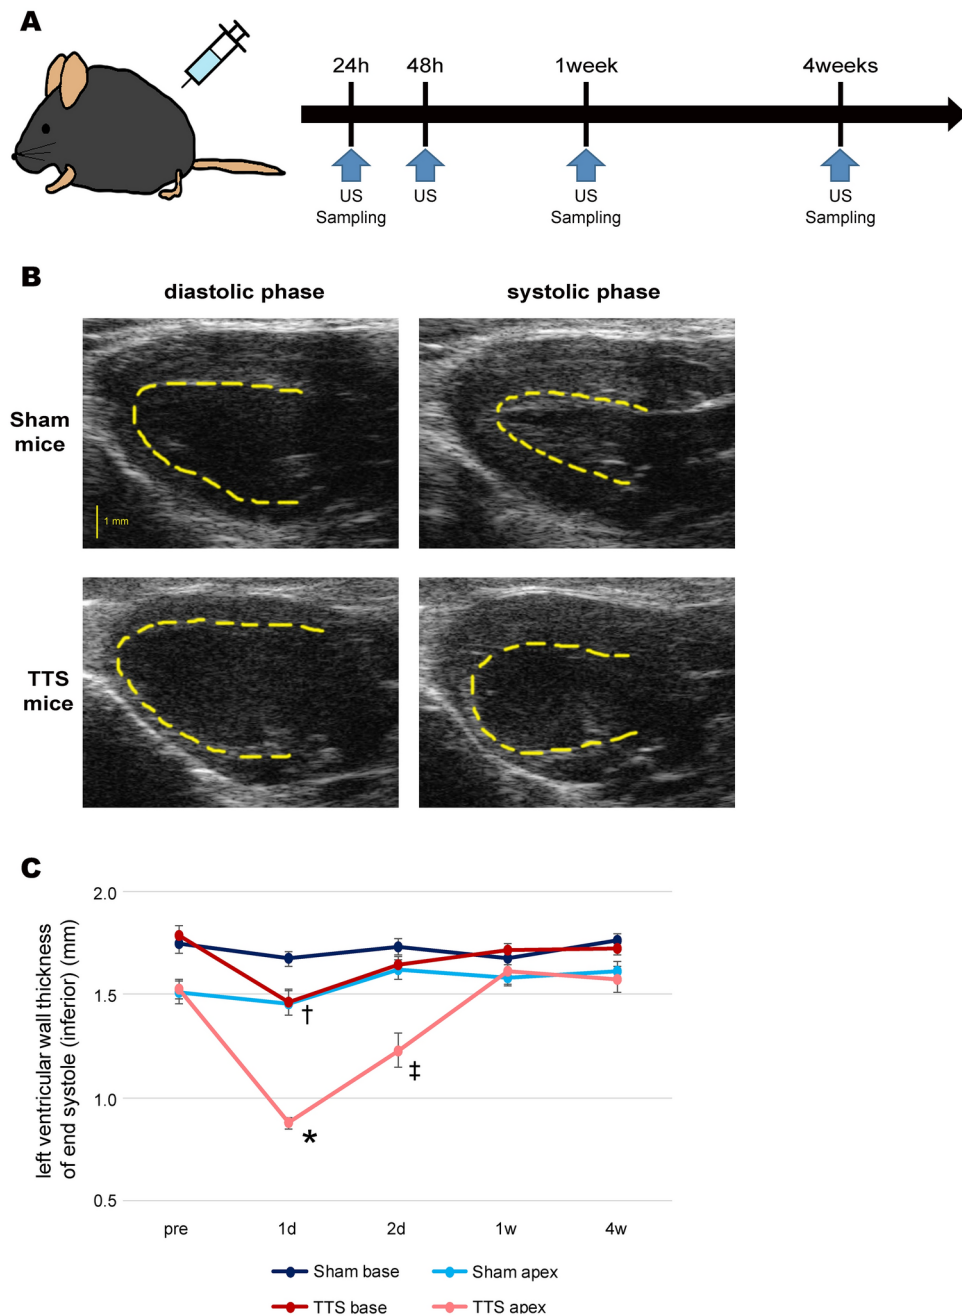 A
24h 48h 1week 4weeks
US US US US
Sampling Sampling Sampling
B
diastolic phase systolic phase
Sham
mice
1 mm
TTS
mice
C
left ventricular wall thickness
of end systole (inferior) (mm)
2.0
1.5
†
‡
1.0
*
0.5
pre 1d 2d 1w 4w
Sham base Sham apex
TTS base TTS apex